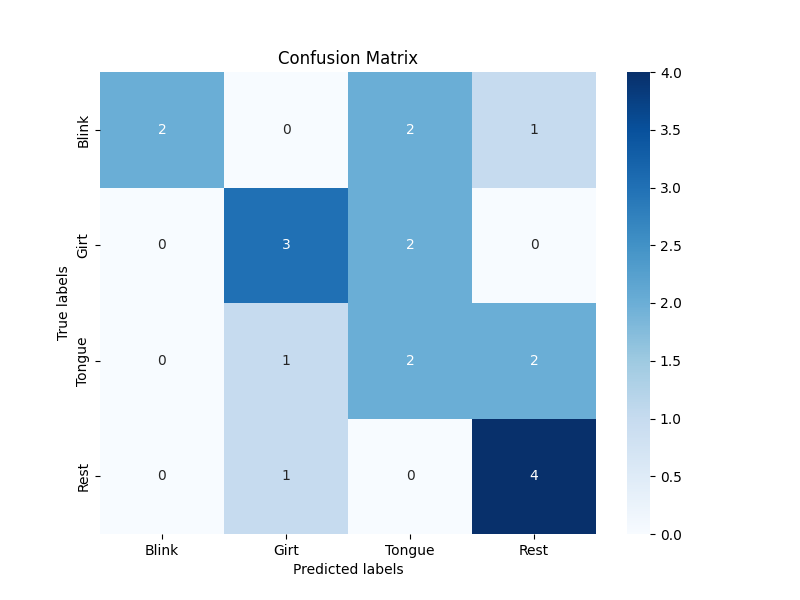 Confusion Matrix
Blink 2 0 2 1
Girt 0 3 2 0
Tongue 0 1 2 2
Rest 0 1 0 4
True labels
Blink Girt Tongue Rest
Predicted labels
4.0
3.5
3.0
2.5
2.0
1.5
1.0
0.5
0.0